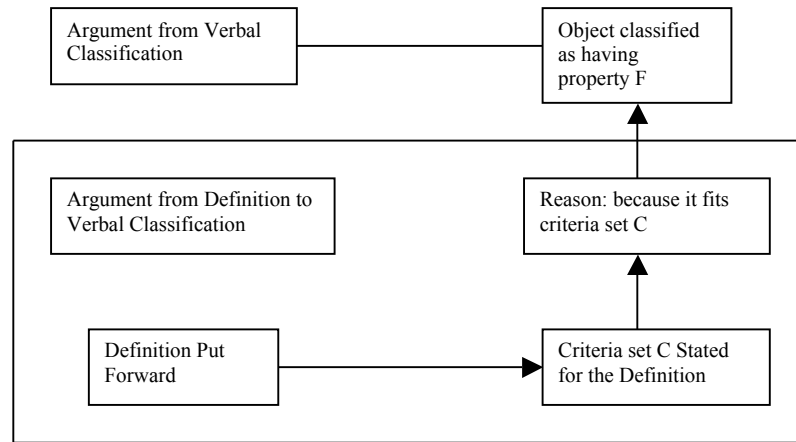 Argument from Verbal
Classification
Object classified
as having
property F
Argument from Definition to
Verbal Classification
Reason: because it fits
criteria set C
Definition Put
Forward
Criteria set C Stated
for the Definition